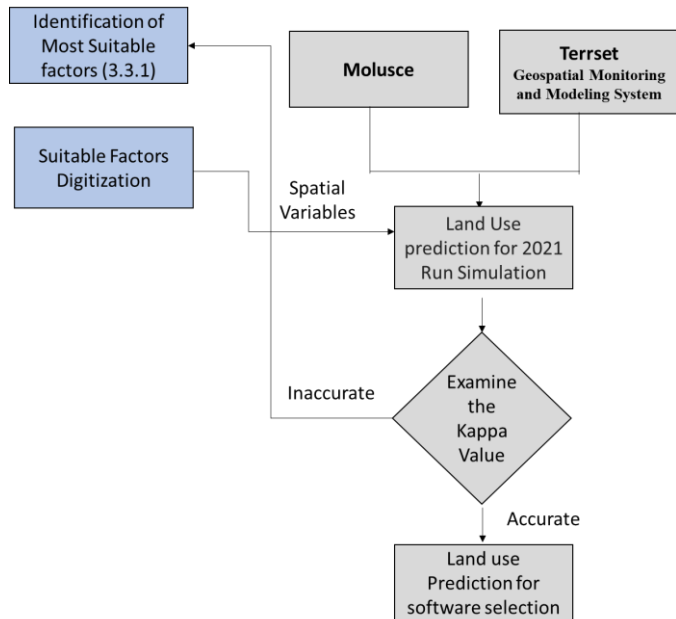 Identification of
Most Suitable
factors (3.3.1)
Molusce
Terrset
Geospatial Monitoring
and Modeling System
Suitable Factors
Digitization
Spatial
Variables
Land Use
prediction for 2021
Run Simulation
Inaccurate
Examine
the
Kappa
Value
Accurate
Land use
Prediction for
software selection